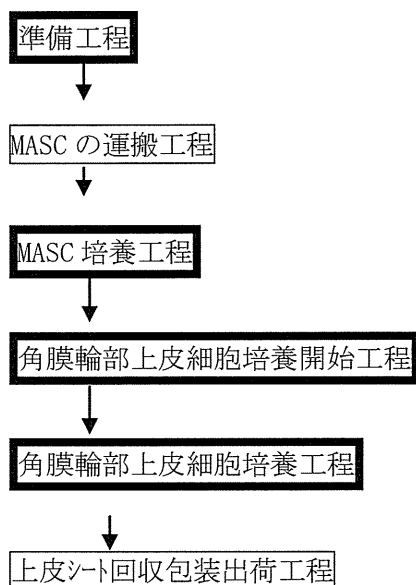 準備工程
MASC の運搬工程
MASC 培養工程
角膜輪部上皮細胞培養開始工程
角膜輪部上皮細胞培養工程
上皮ｼｰﾄ回収包装出荷工程